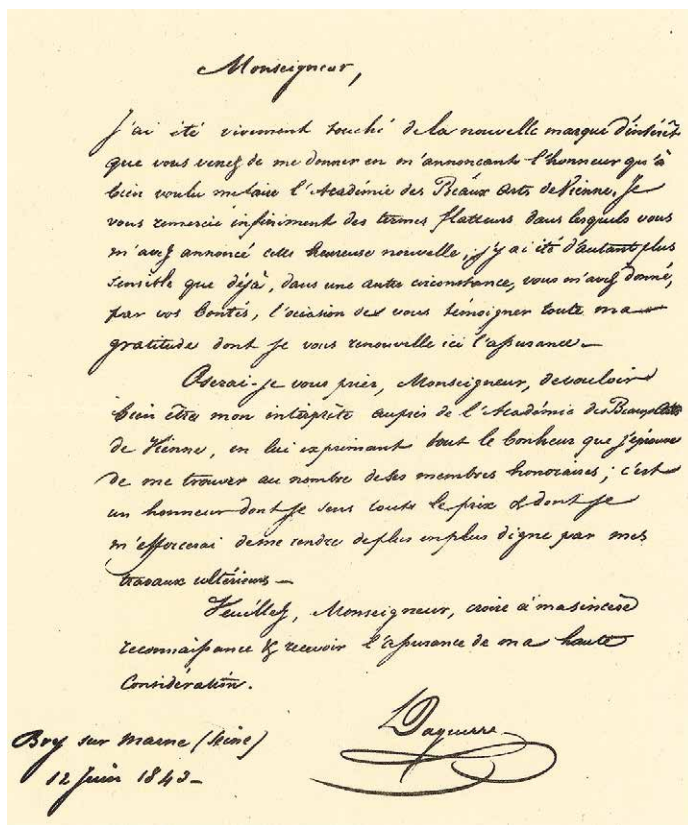 Monseigneur,
J'ai été vivement touché de la nouvelle marque d'intérêt
que vous venez de me donner en m'annonçant l'honneur qu'à
bien voulu me faire l'Académie des Beaux Arts de Vienne. Je
vous remercie infiniment des termes flatteurs dans lesquels vous
m'avez annoncé cette heureuse nouvelle; j'y ai été d'autant plus
sensible que déjà, dans une autre circonstance, vous m'avez donné,
par vos bontés, l'occasion de vous témoigner toute ma
gratitude dont je vous renouvelle ici l'assurance.—
Oserai-je vous prier, Monseigneur, de vouloir
bien être mon interprète auprès de l'Académie des Beaux Arts
de Vienne, en lui exprimant tout le bonheur que j'éprouve
de me trouver au nombre de ses membres honoraires; c'est
un honneur dont je sens toute le prix & dont je
m'efforcerai de me rendre de plus en plus digne par mes
travaux ultérieurs—
Veuillez, Monseigneur, croire à ma sincère
reconnaissance & recevoir l'assurance de ma haute
Considération.
Daguerre
Bry sur Marne (Seine)
12 Juin 1843—